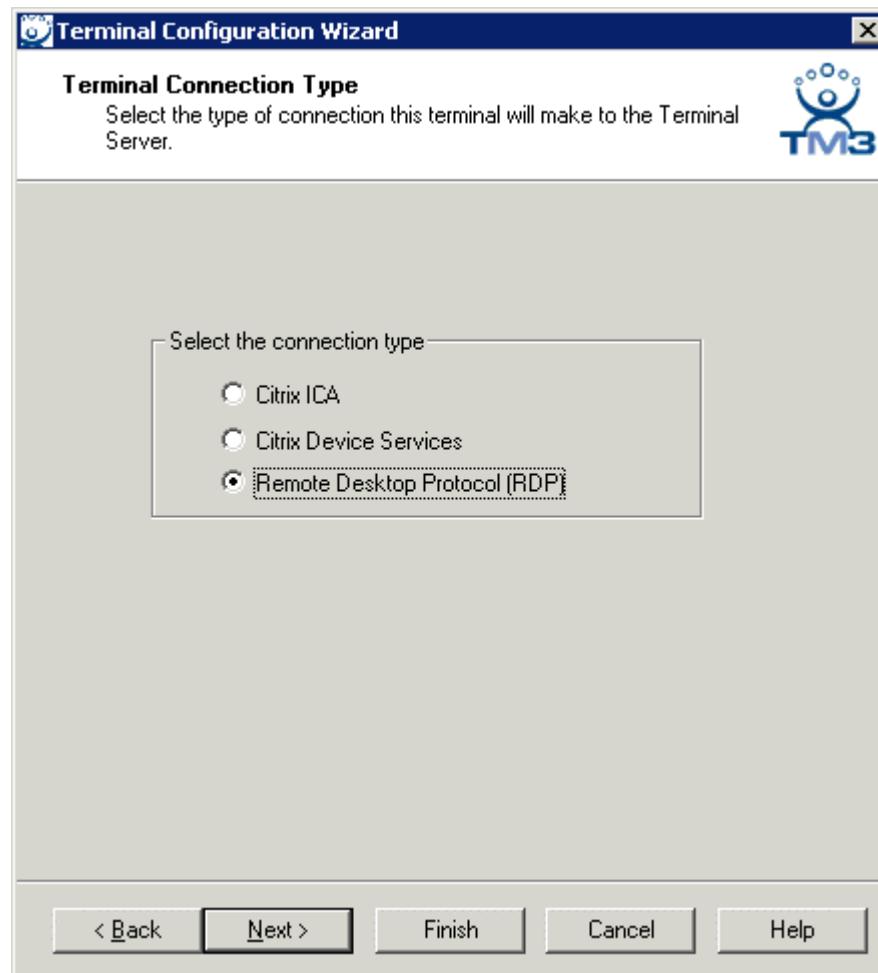 Terminal Configuration Wizard
Terminal Connection Type
Select the type of connection this terminal will make to the Terminal
Server.
TM3
Select the connection type
Citrix ICA
Citrix Device Services
Remote Desktop Protocol (RDP)
< Back
Next >
Finish
Cancel
Help